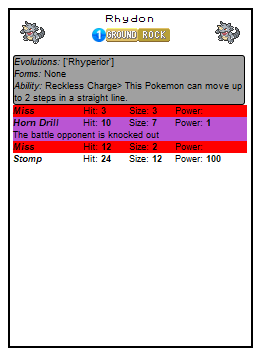 Rhydon
1 GROUND ROCK
Evolutions: ['Rhyperior']
Forms: None
Ability: Reckless Charge> This Pokemon can move up
to 2 steps in a straight line.
Miss Hit: 3 Size: 3 Power:
Horn Drill Hit: 10 Size: 7 Power: 1
The battle opponent is knocked out
Miss Hit: 12 Size: 2 Power:
Stomp Hit: 24 Size: 12 Power: 100